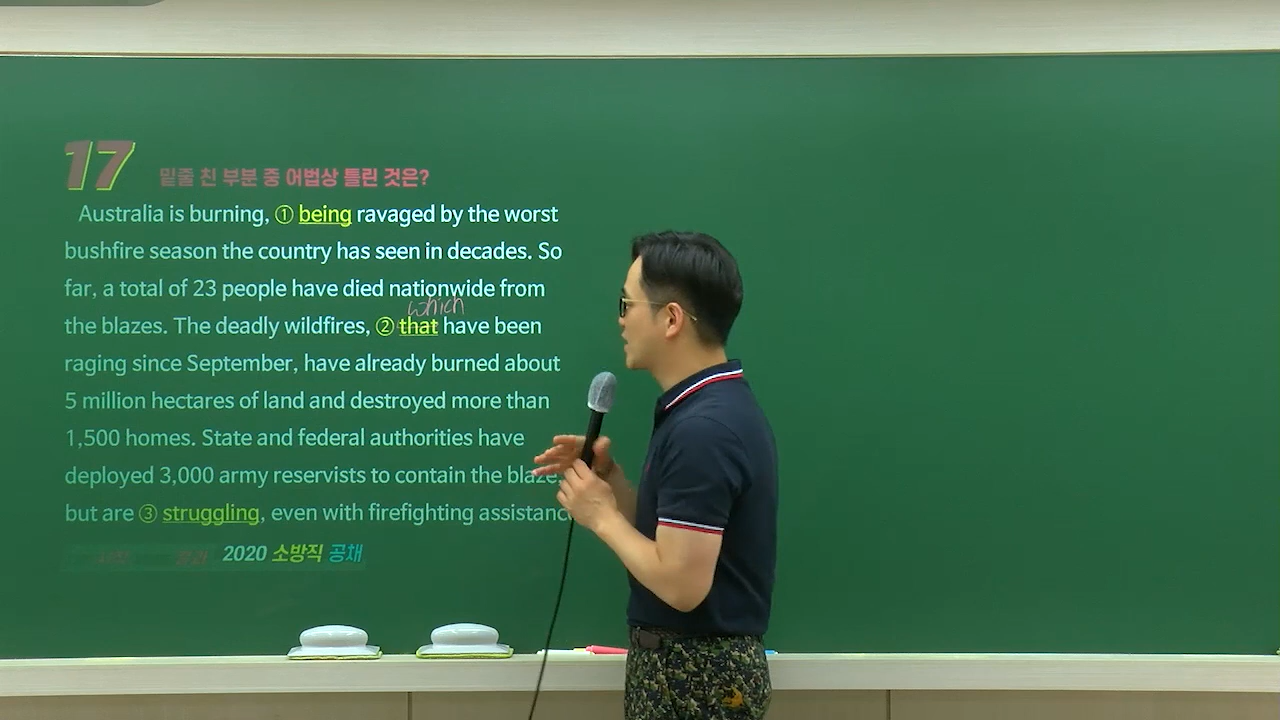 17 밑줄 친 부분 중 어법상 틀린 것은?
Australia is burning, ① being ravaged by the worst
bushfire season the country has seen in decades. So
far, a total of 23 people have died nationwide from
which
the blazes. The deadly wildfires, ② that have been
raging since September, have already burned about
5 million hectares of land and destroyed more than
1,500 homes. State and federal authorities have
deployed 3,000 army reservists to contain the blaze,
but are ③ struggling, even with firefighting assistanc
2020 소방직 공채